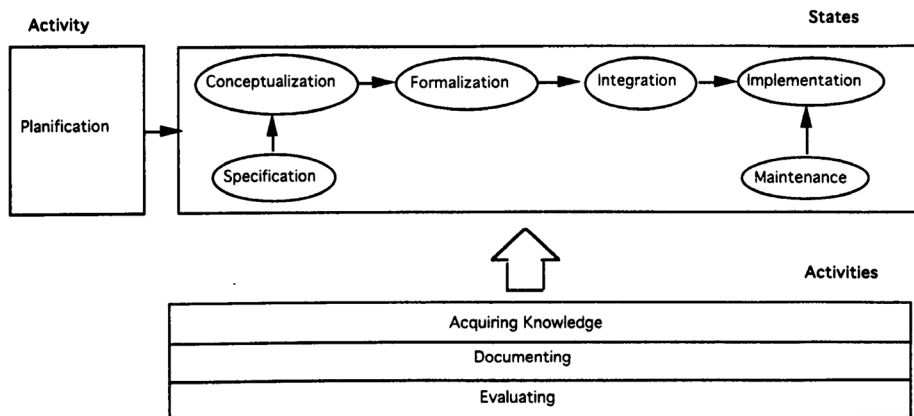 Activity
States
Conceptualization
Formalization
Integration
Implementation
Planification
Specification
Maintenance
Activities
Acquiring Knowledge
Documenting
Evaluating